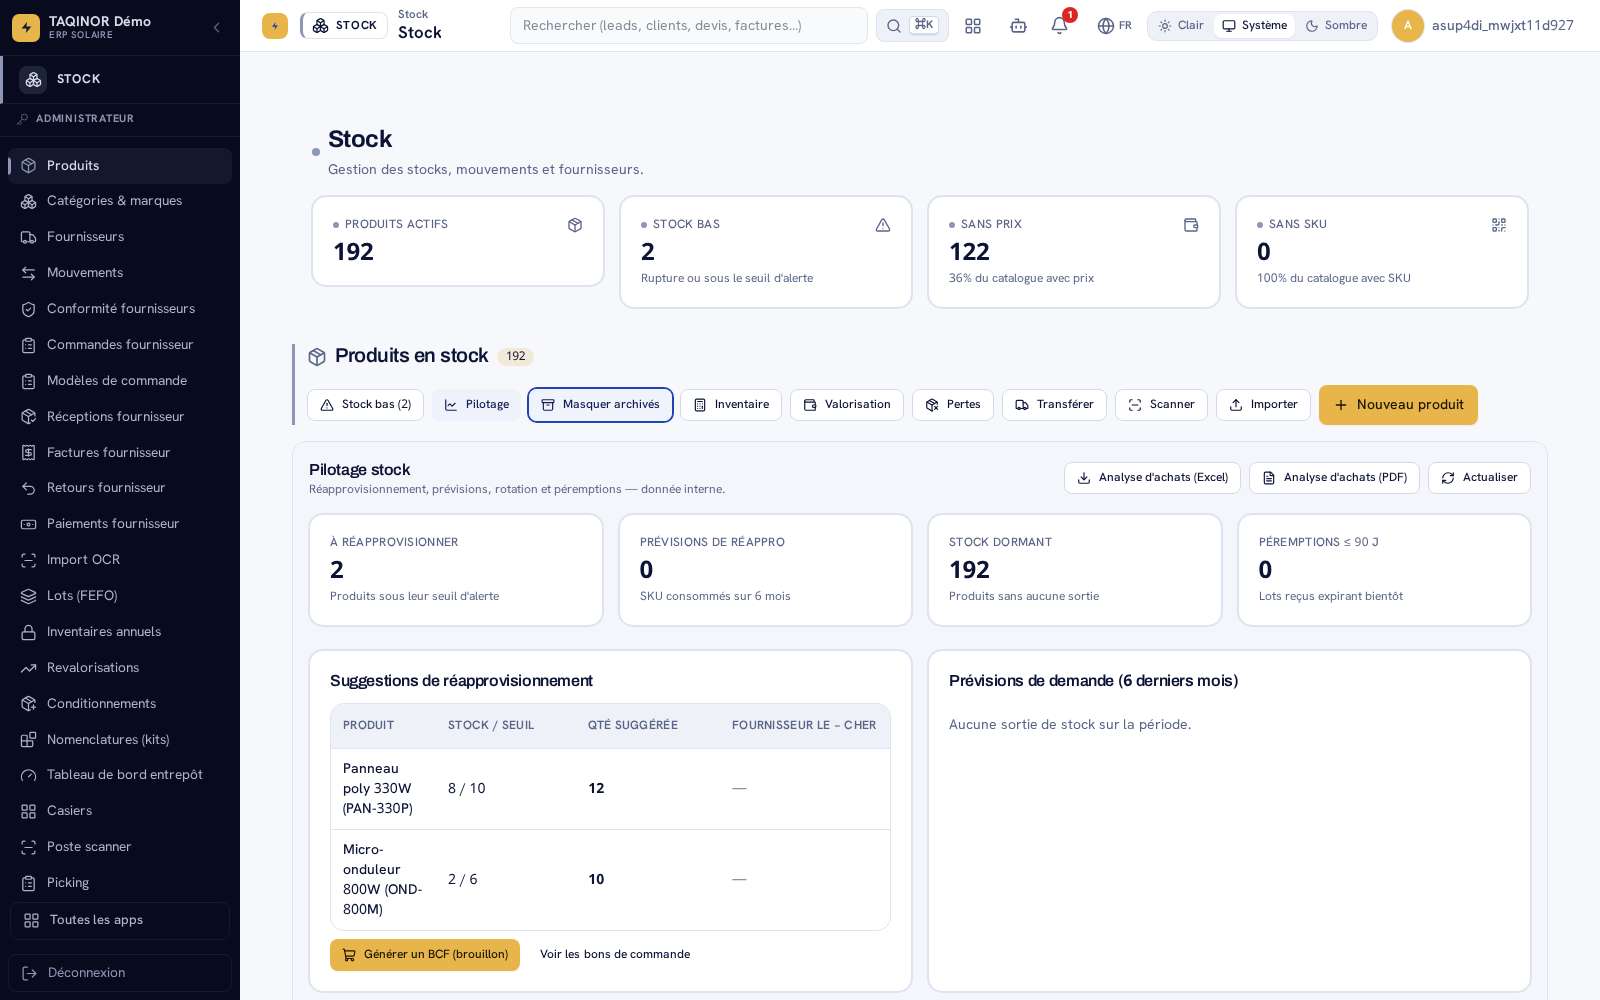 TAQINOR Démo
ERP SOLAIRE
STOCK
ADMINISTRATEUR
Produits
Catégories & marques
Fournisseurs
Mouvements
Conformité fournisseurs
Commandes fournisseur
Modèles de commande
Réceptions fournisseur
Factures fournisseur
Retours fournisseur
Paiements fournisseur
Import OCR
Lots (FEFO)
Inventaires annuels
Revalorisations
Conditionnements
Nomenclatures (kits)
Tableau de bord entrepôt
Casiers
Poste scanner
Picking
Toutes les apps
Déconnexion
STOCK
Stock
Stock
Rechercher (leads, clients, devis, factures...)
⌘K
1
FR
Clair
Système
Sombre
A
asup4di_mwjxt11d927
Stock
Gestion des stocks, mouvements et fournisseurs.
PRODUITS ACTIFS
192
STOCK BAS
2
Rupture ou sous le seuil d'alerte
SANS PRIX
122
36% du catalogue avec prix
SANS SKU
0
100% du catalogue avec SKU
Produits en stock 192
Stock bas (2)
Pilotage
Masquer archivés
Inventaire
Valorisation
Pertes
Transférer
Scanner
Importer
Nouveau produit
Pilotage stock
Réapprovisionnement, prévisions, rotation et péremptions — donnée interne.
Analyse d'achats (Excel)
Analyse d'achats (PDF)
Actualiser
À RÉAPPROVISIONNER
2
Produits sous leur seuil d'alerte
PRÉVISIONS DE RÉAPPRO
0
SKU consommés sur 6 mois
STOCK DORMANT
192
Produits sans aucune sortie
PÉREMPTIONS ≤ 90 J
0
Lots reçus expirant bientôt
Suggestions de réapprovisionnement
PRODUIT STOCK / SEUIL QTÉ SUGGÉRÉE FOURNISSEUR LE – CHER
Panneau
poly 330W
(PAN-330P)
8 / 10 12 —
Micro-
onduleur
800W (OND-
800M)
2 / 6 10 —
Générer un BCF (brouillon)
Voir les bons de commande
Prévisions de demande (6 derniers mois)
Aucune sortie de stock sur la période.